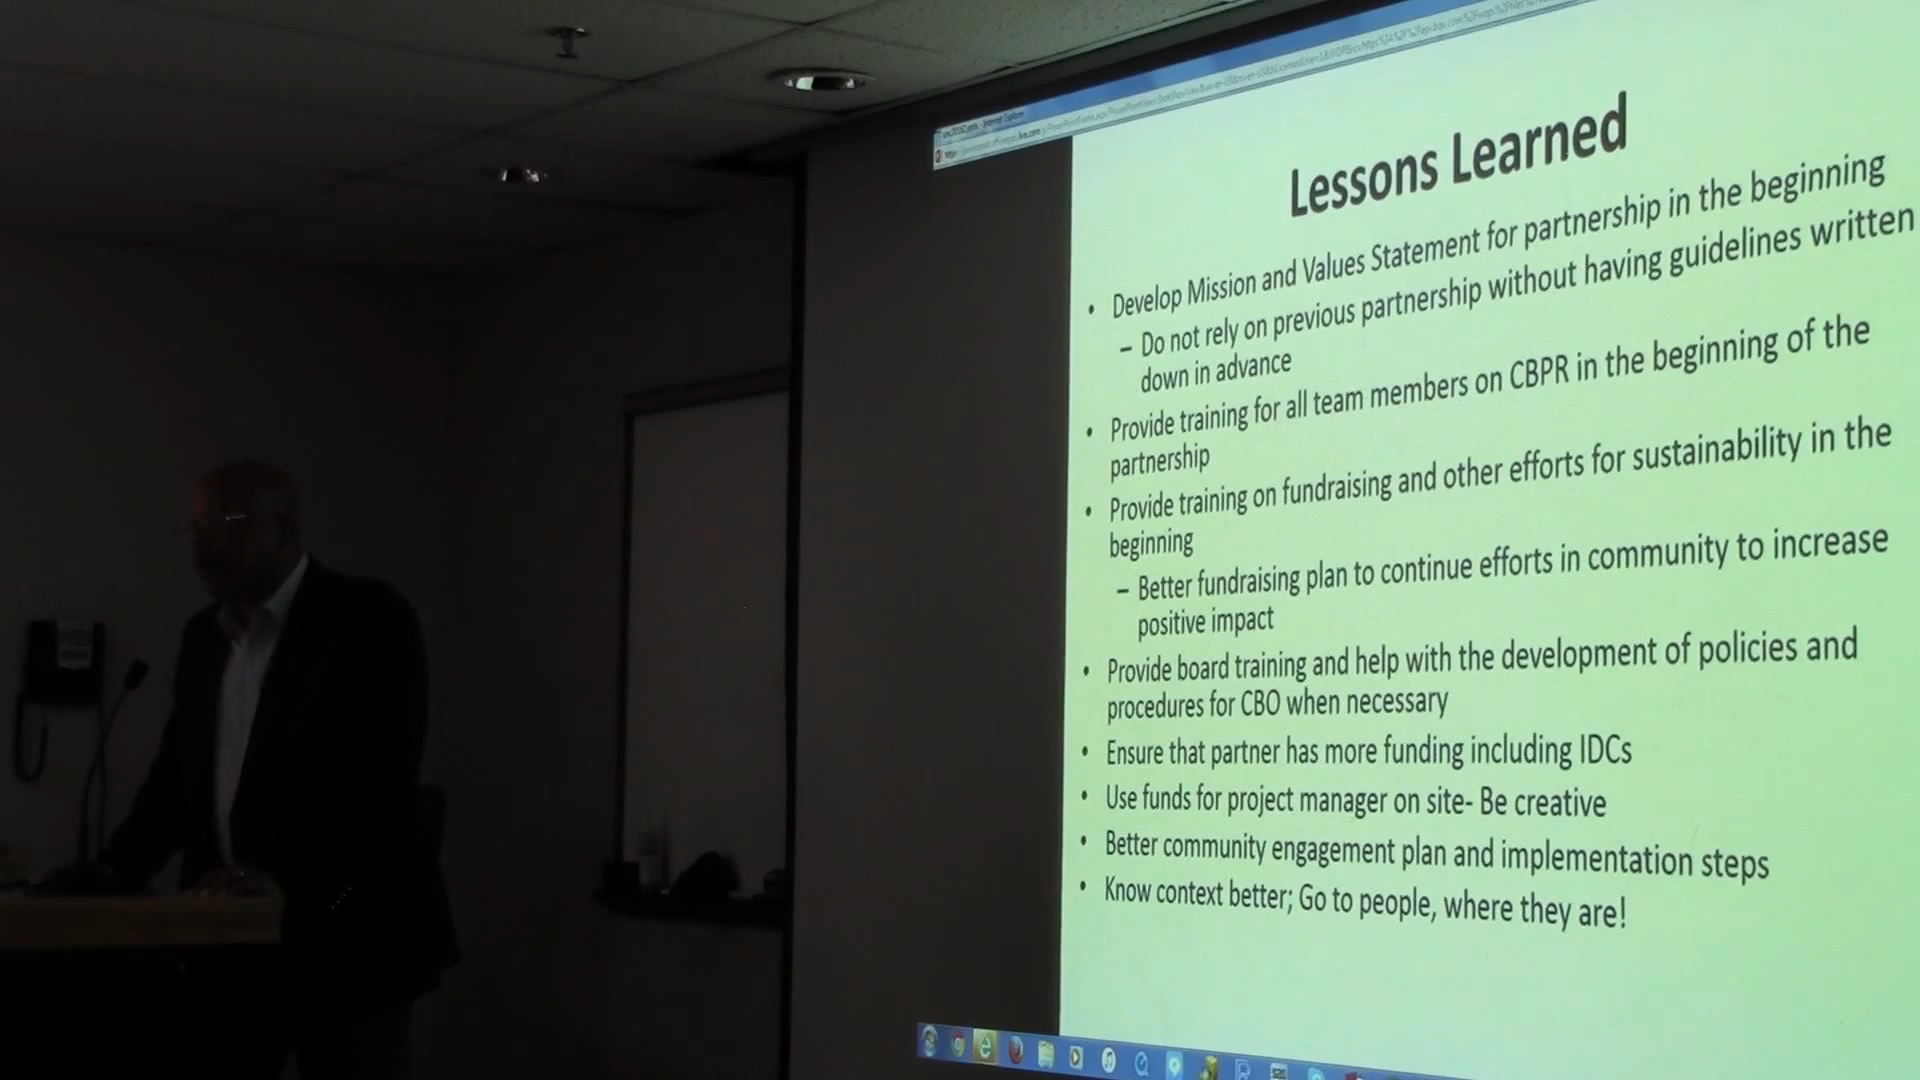 Internet Explorer
Lessons Learned
• Develop Mission and Values Statement for partnership in the beginning
– Do not rely on previous partnership without having guidelines written
down in advance
• Provide training for all team members on CBPR in the beginning of the
partnership
• Provide training on fundraising and other efforts for sustainability in the
beginning
– Better fundraising plan to continue efforts in community to increase
positive impact
• Provide board training and help with the development of policies and
procedures for CBO when necessary
• Ensure that partner has more funding including IDCs
• Use funds for project manager on site- Be creative
• Better community engagement plan and implementation steps
• Know context better; Go to people, where they are!